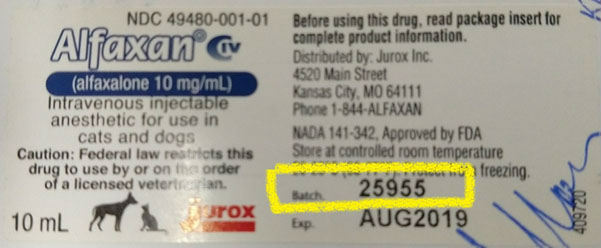 NDC 49480-001-01
Alfaxan® CIV
(alfaxalone 10 mg/mL)
Intravenous injectable
anesthetic for use in
cats and dogs
Caution: Federal law restricts this
drug to use by or on the order
of a licensed veterinarian.
10 mL
Jurox
Before using this drug, read package insert for
complete product information.
Distributed by: Jurox Inc.
4520 Main Street
Kansas City, MO 64111
Phone 1-844-ALFAXAN
NADA 141-342, Approved by FDA
Store at controlled room temperature
freezing.
Batch. 25955
Exp. AUG2019
409720